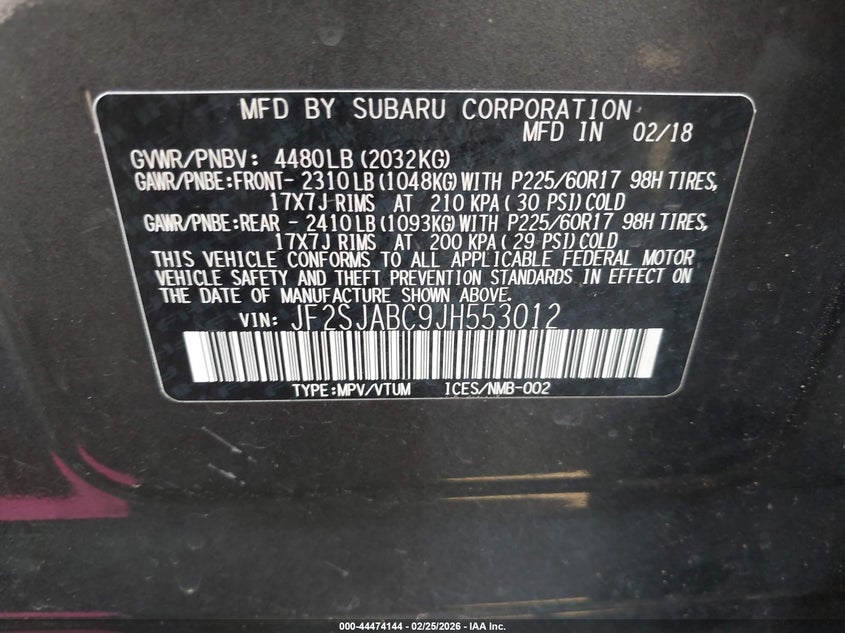 MFD BY SUBARU CORPORATION
MFD IN 02/18
GVWR/PNBV: 4480LB (2032KG)
GAWR/PNBE:FRONT- 2310LB (1048KG) WITH P225/60R17 98H TIRES,
17X7J RIMS AT 210 KPA ( 30 PSI) COLD
GAWR/PNBE:REAR - 2410LB (1093KG) WITH P225/60R17 98H TIRES,
17X7J RIMS AT 200 KPA ( 29 PSI) COLD
THIS VEHICLE CONFORMS TO ALL APPLICABLE FEDERAL MOTOR
VEHICLE SAFETY AND THEFT PREVENTION STANDARDS IN EFFECT ON
THE DATE OF MANUFACTURE SHOWN ABOVE.
VIN: JF2SJABC9JH553012
TYPE:MPV/VTUM ICES/NMB-002
000-44474144 - 02/25/2026 - IAA Inc.